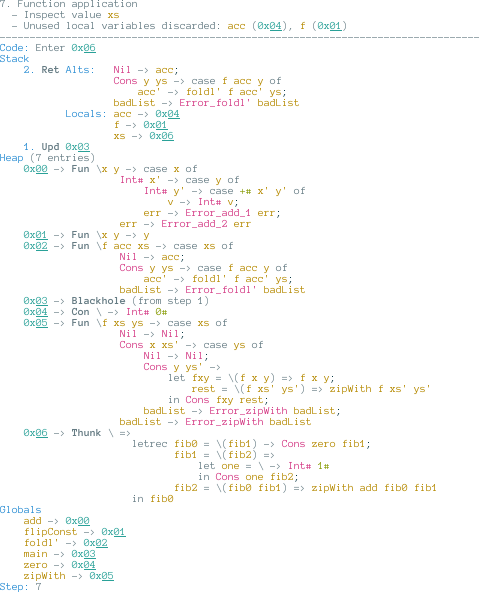 7. Function application
– Inspect value xs
– Unused local variables discarded: acc (0x04), f (0x01)
Code: Enter 0x06
Stack
2. Ret Alts: Nil -> acc;
Cons y ys -> case f acc y of
acc' -> foldl' f acc' ys;
badList -> Error_foldl' badList
Locals: acc -> 0x04
f -> 0x01
xs -> 0x06
1. Upd 0x03
Heap (7 entries)
0x00 -> Fun \x y -> case x of
Int# x' -> case y of
Int# y' -> case +# x' y' of
v -> Int# v;
err -> Error_add_1 err;
err -> Error_add_2 err
0x01 -> Fun \x y -> y
0x02 -> Fun \f acc xs -> case xs of
Nil -> acc;
Cons y ys -> case f acc y of
acc' -> foldl' f acc' ys;
badList -> Error_foldl' badList
0x03 -> Blackhole (from step 1)
0x04 -> Con \ -> Int# 0#
0x05 -> Fun \f xs ys -> case xs of
Nil -> Nil;
Cons x xs' -> case ys of
Nil -> Nil;
Cons y ys' ->
let fxy = \(f x y) => f x y;
rest = \(f xs' ys') => zipWith f xs' ys'
in Cons fxy rest;
badList -> Error_zipWith badList;
badList -> Error_zipWith badList
0x06 -> Thunk \ =>
letrec fib0 = \(fib1) -> Cons zero fib1;
fib1 = \(fib2) =>
let one = \ -> Int# 1#
in Cons one fib2;
fib2 = \(fib0 fib1) => zipWith add fib0 fib1
in fib0
Globals
add -> 0x00
flipConst -> 0x01
foldl' -> 0x02
main -> 0x03
zero -> 0x04
zipWith -> 0x05
Step: 7